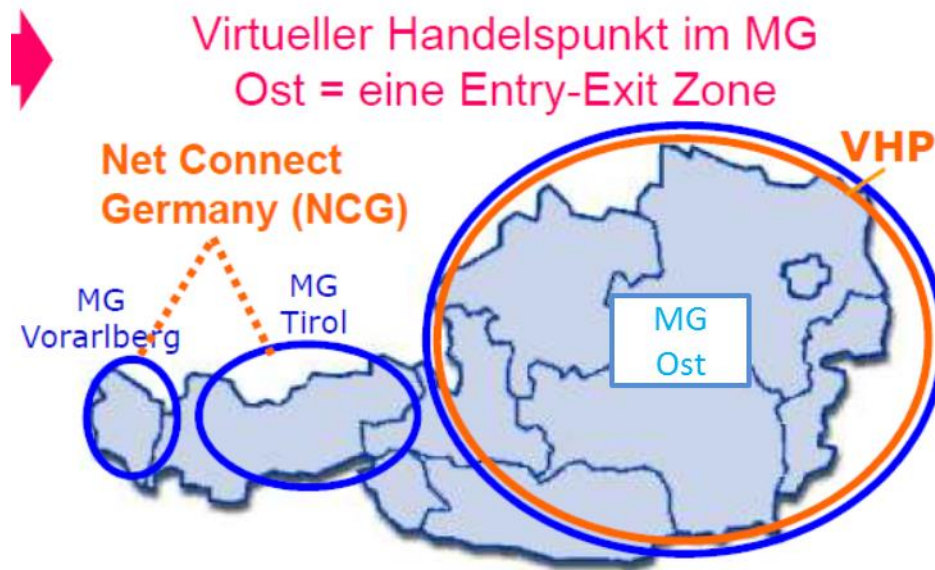 Virtueller Handelspunkt im MG
Ost = eine Entry-Exit Zone
Net Connect
Germany (NCG)
VHP
MG
Vorarlberg
MG
Tirol
MG
Ost